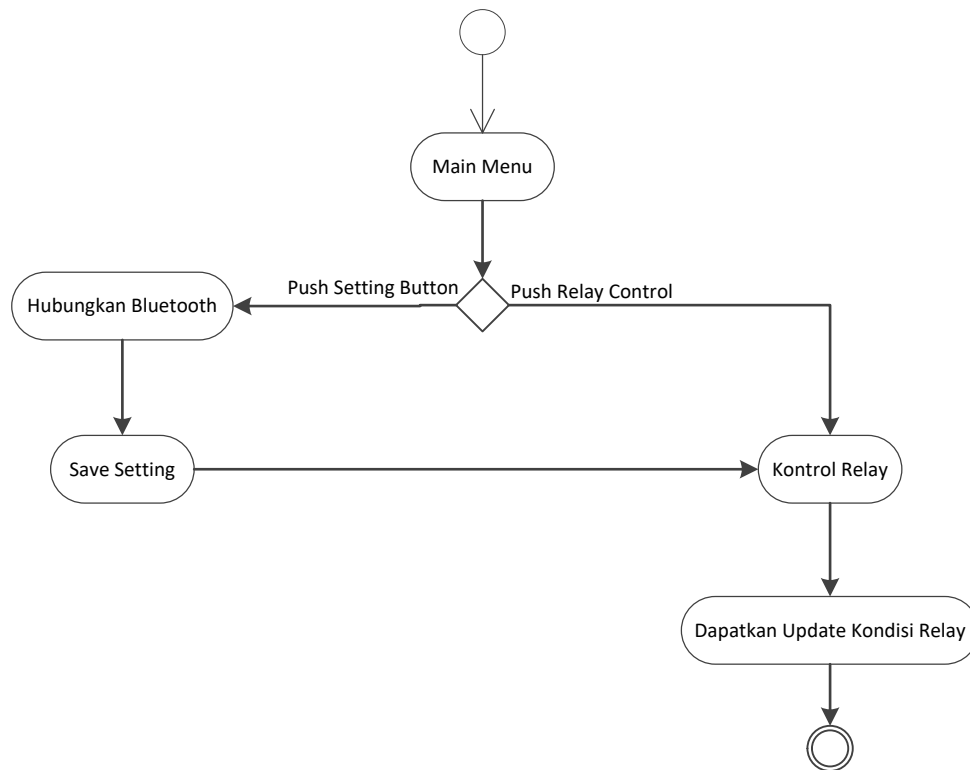 Main Menu
Push Setting Button
Push Relay Control
Hubungkan Bluetooth
Save Setting
Kontrol Relay
Dapatkan Update Kondisi Relay